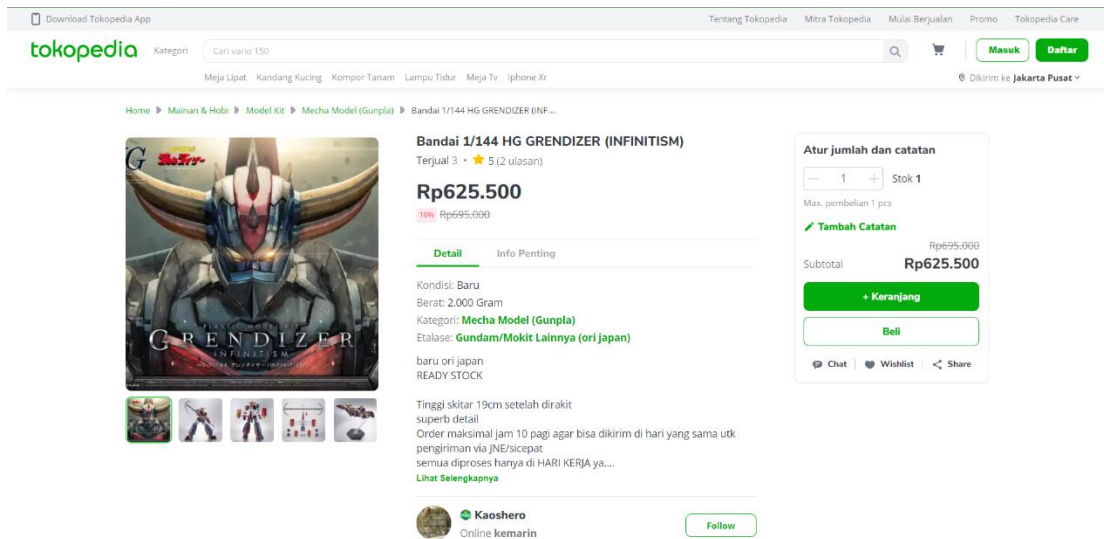 Download Tokopedia App
Tentang Tokopedia Mitra Tokopedia Mulai Berjualan Promo Tokopedia Care
tokopedia Kategori Cari vario 150 Masuk Daftar
Meja Lipat Kandang Kucing Kompor Tanam Lampu Tidur Meja Tv Iphone Xr
Dikirim ke Jakarta Pusat
Home Mainan & Hobi Model Kit Mecha Model (Gunpla) Bandai 1/144 HG GRENDIZER (INF...
G
PLASTIC MODEL KIT
GRENDIZER
INFINITISM
Bandai 1/144 HG GRENDIZER (INFINITISM)
Terjual 3 • 5 (2 ulasan)
Rp625.500
10% Rp695.000
Detail Info Penting
Kondisi: Baru
Berat: 2.000 Gram
Kategori: Mecha Model (Gunpla)
Etalase: Gundam/Mokit Lainnya (ori japan)
baru ori japan
READY STOCK
Tinggi skitar 19cm setelah dirakit
superb detail
Order maksimal jam 10 pagi agar bisa dikirim di hari yang sama utk
pengiriman via JNE/sicepat
semua diproses hanya di HARI KERJA ya....
Lihat Selengkapnya
Kaoshero
Online kemarin
Follow
Atur jumlah dan catatan
1 Stok 1
Max. pembelian 1 pcs
Tambah Catatan
Rp695.000
Subtotal Rp625.500
+ Keranjang
Beli
Chat Wishlist Share